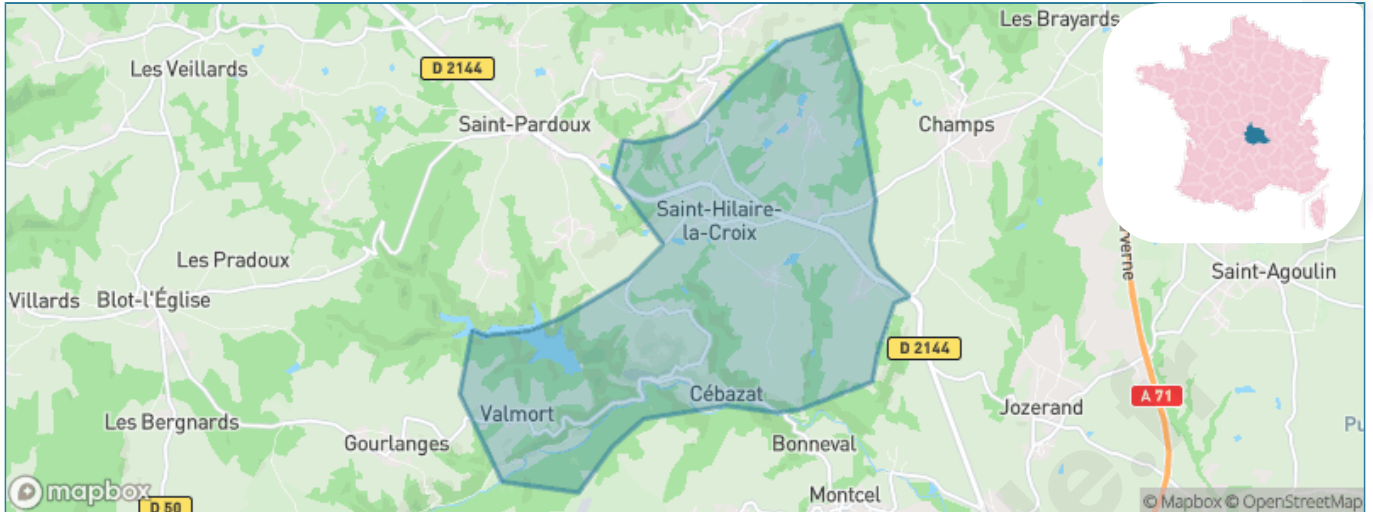 Les Brayards
Les Veillards
D 2144
Saint-Pardoux
Champs
Saint-Hilaire-
la-Croix
Les Pradoux
Saint-Agoulin
Villards
Blot-l'Église
D 2144
Cébazat
A 71
Valmort
Jozerand
Les Bergnards
Gourlanges
Bonneval
mapbox
Montcel
D 50
© Mapbox © OpenStreetMap